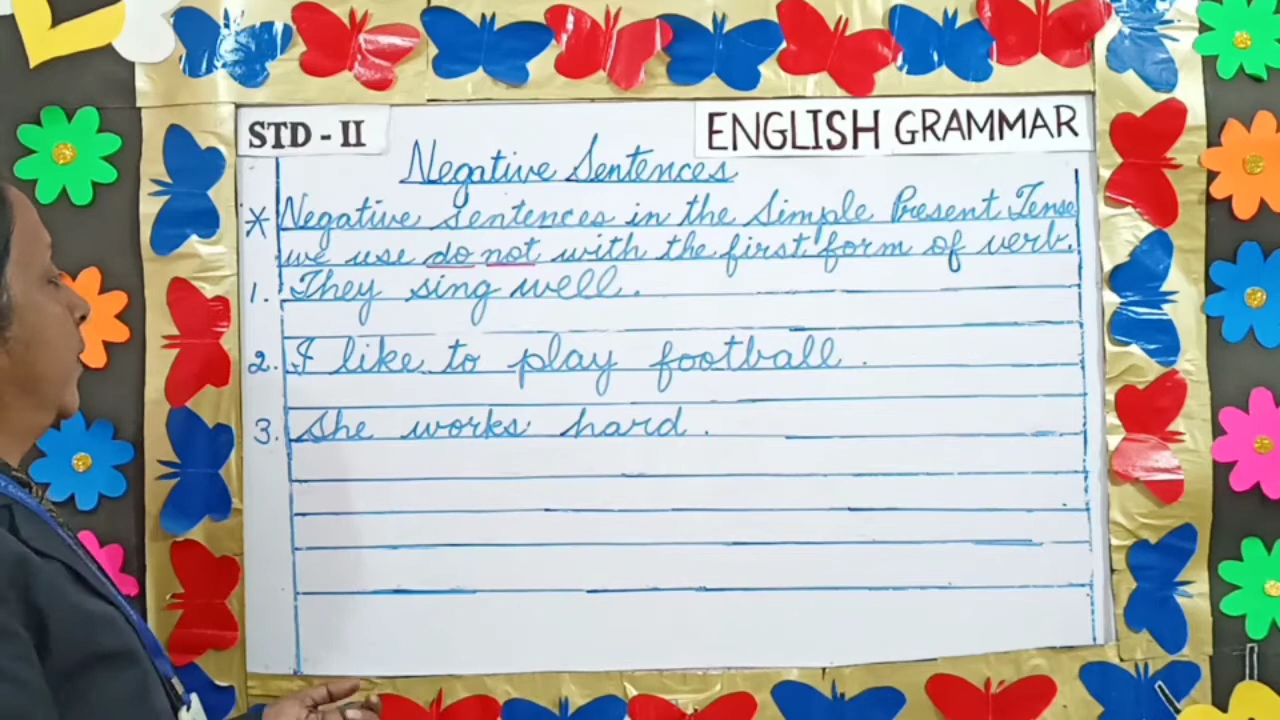 STD - II
ENGLISH GRAMMAR
Negative Sentences
* Negative sentences in the Simple Present Tense
we use do not with the first form of verb.
1. They sing well.
2. I like to play football.
3. She works hard.